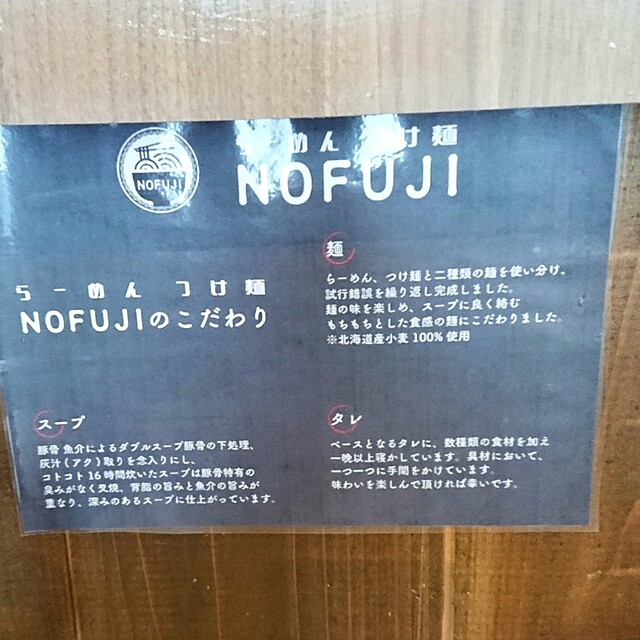 めん つけ麺
NOFUJI
NOFUJI
らーめん つけ麺
NOFUJIのこだわり
麺
らーめん、つけ麺と二種類の麺を使い分け、
試行錯誤を繰り返し完成しました。
麺の味を楽しめ、スープに良く絡む
もちもちとした食感の麺にこだわりました。
※北海道産小麦100%使用
スープ
豚骨 魚介によるダブルスープ豚骨の下処理、
灰汁(アク)取りを念入りにし、
コトコト16時間炊いたスープは豚骨特有の
臭みがなく叉焼、背脂の旨みと魚介の旨みが
重なり、深みのあるスープに仕上がっています。
タレ
ベースとなるタレに、数種類の食材を加え
一晩以上寝かしています。具材において、
一つ一つに手間をかけています。
味わいを楽しんで頂ければ幸いです。